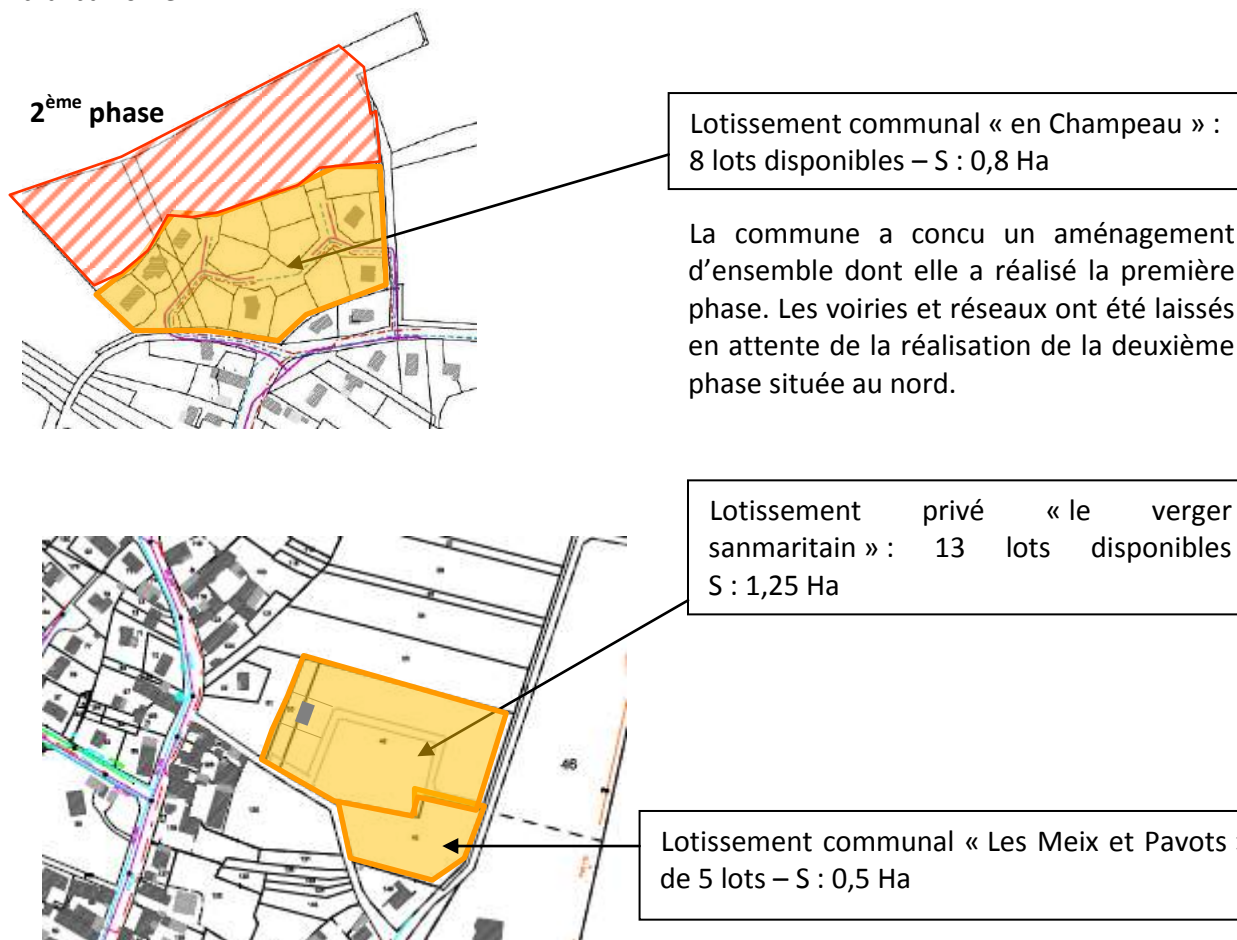 2ème phase
Lotissement communal « en Champeau » :
8 lots disponibles – S : 0,8 Ha
La commune a concu un aménagement
d’ensemble dont elle a réalisé la première
phase. Les voiries et réseaux ont été laissés
en attente de la réalisation de la deuxième
phase située au nord.
Lotissement privé « le verger
sanmaritain » : 13 lots disponibles
S : 1,25 Ha
46
Lotissement communal « Les Meix et Pavots »
de 5 lots – S : 0,5 Ha